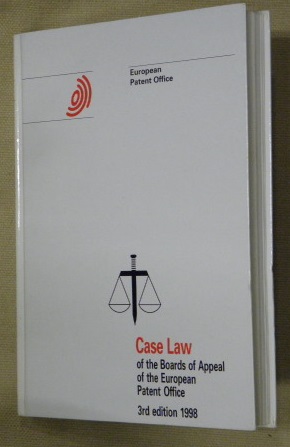 European
Patent Office
Case Law
of the Boards of Appeal
of the European
Patent Office
3rd edition 1998